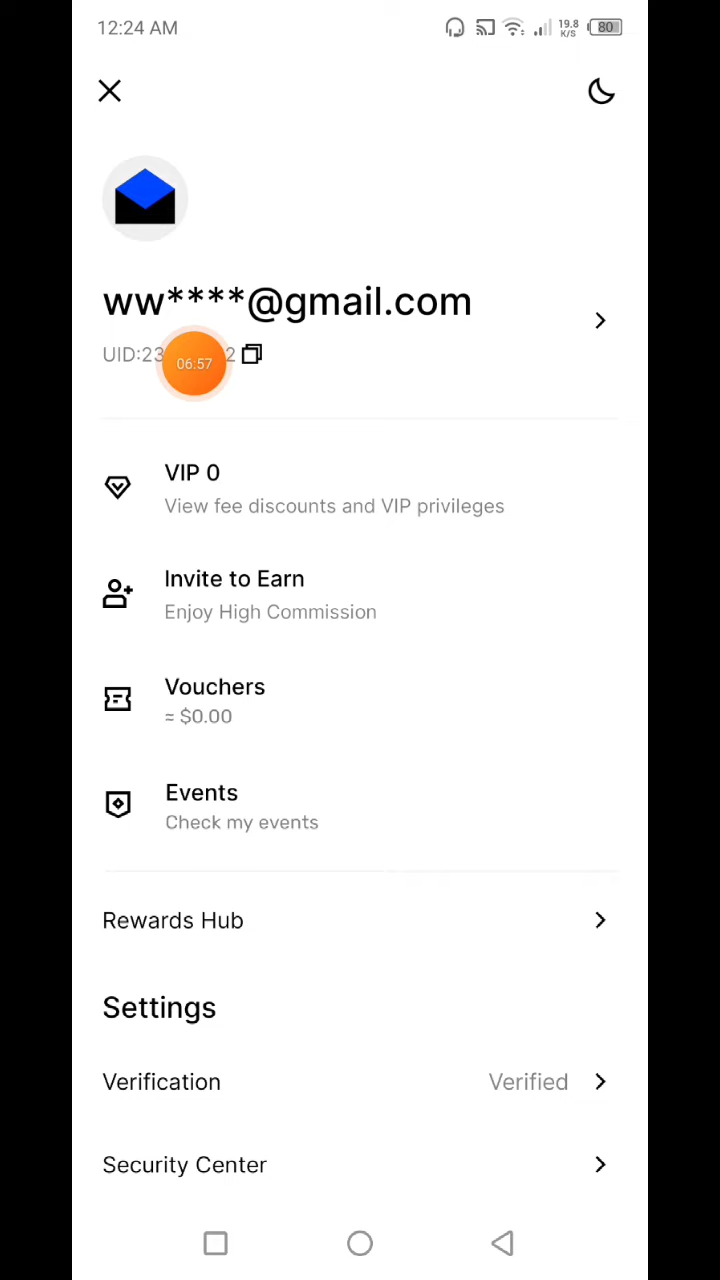 12:24 AM 19.8 K/S 80
ww****@gmail.com
UID:23 2
06:57
VIP 0
View fee discounts and VIP privileges
Invite to Earn
Enjoy High Commission
Vouchers
≈ $0.00
Events
Check my events
Rewards Hub
Settings
Verification Verified
Security Center